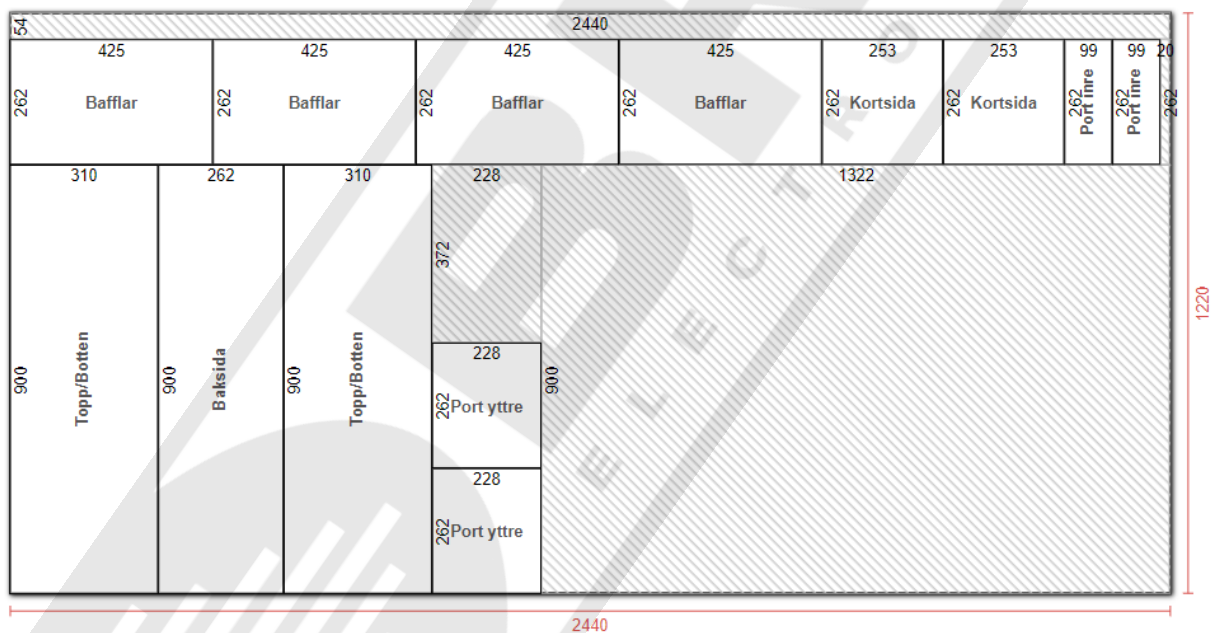 54
2440
425 425 425 425 253 253 99 99 20
262 Bafflar 262 Bafflar 262 Bafflar 262 Bafflar 262 Kortsida 262 Kortsida 262 Port inre 262 Port inre 262
310 262 310 228 1322
372
1220
228
900 Topp/Botten 900 Baksida 900 Topp/Botten 900
262 Port yttre
228
262 Port yttre
2440
ELECTRO